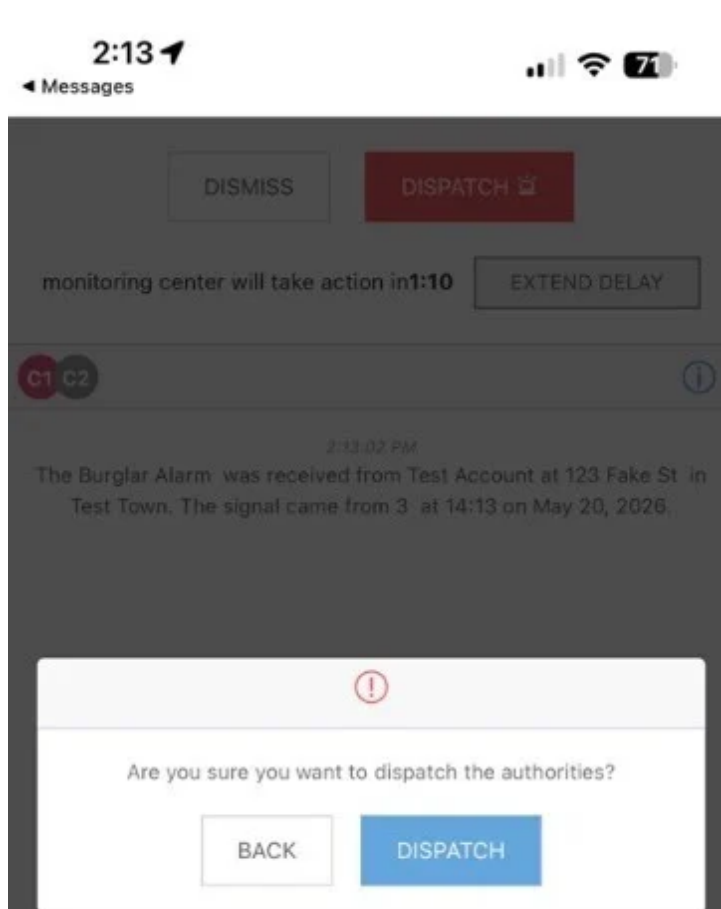 2:13
◀ Messages
71
DISMISS
DISPATCH
monitoring center will take action in1:10
EXTEND DELAY
C1 C2
2:13:02 PM
The Burglar Alarm was received from Test Account at 123 Fake St in
Test Town. The signal came from 3 at 14:13 on May 20, 2026.
Are you sure you want to dispatch the authorities?
BACK
DISPATCH